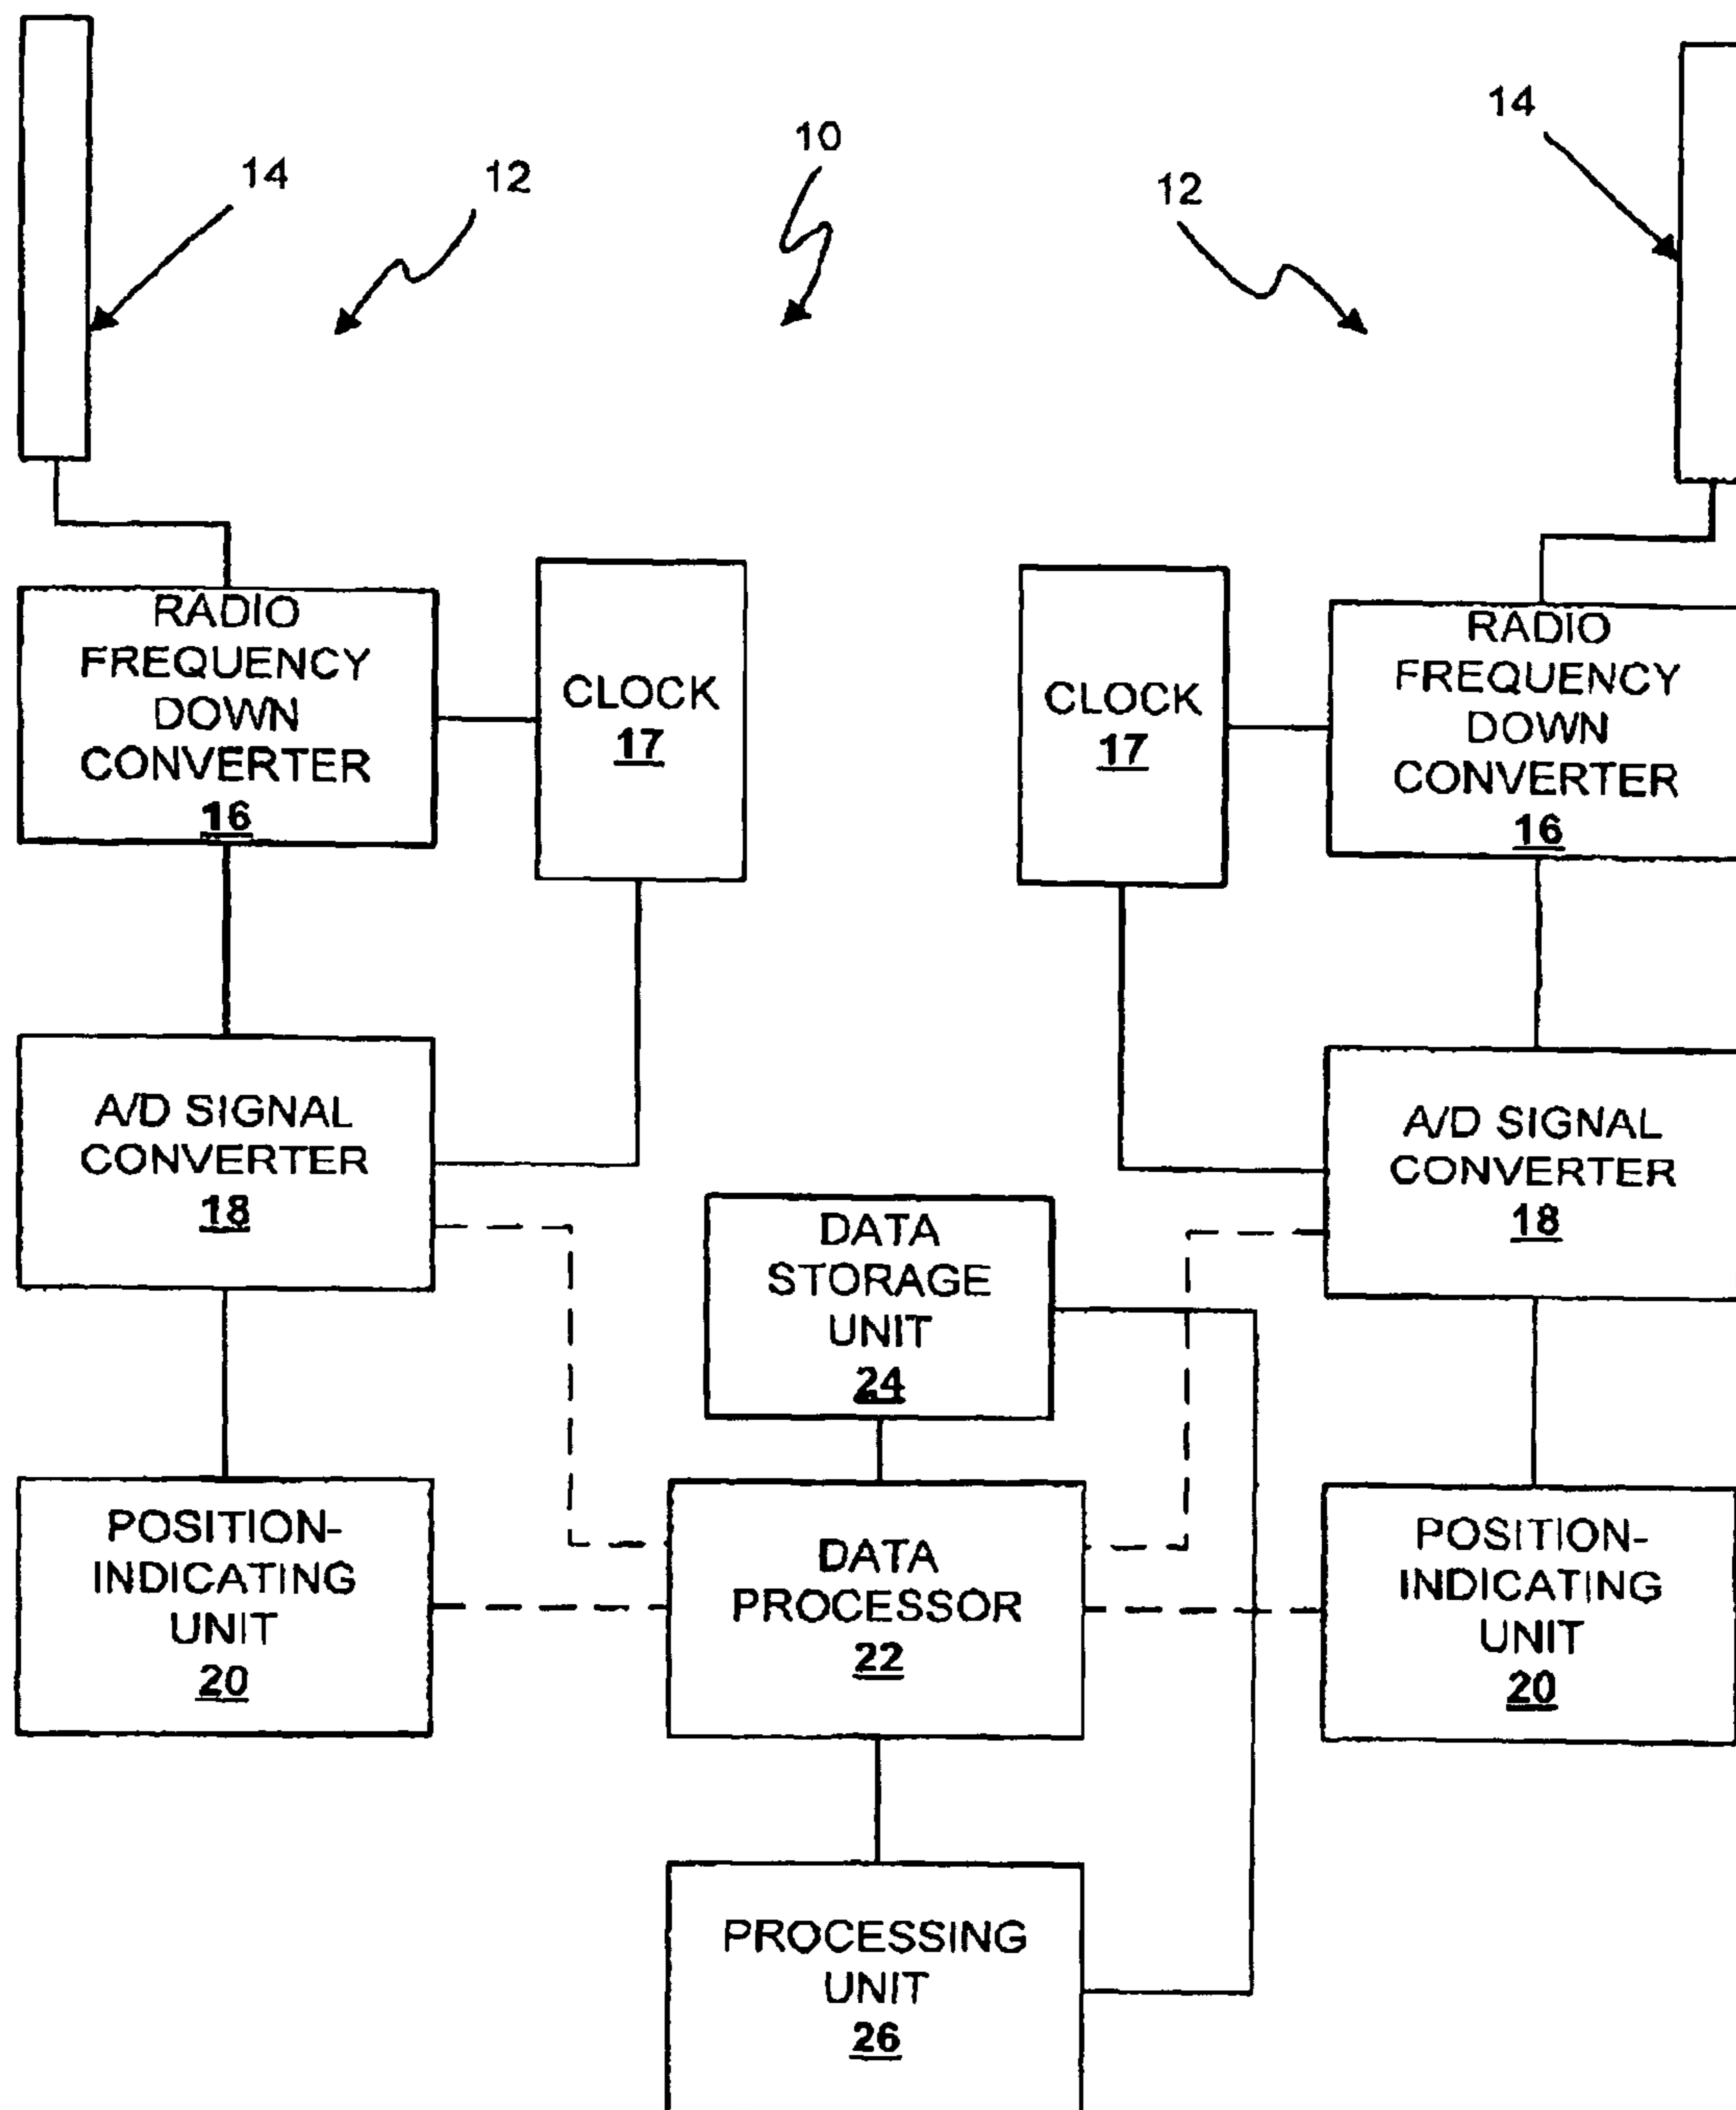 14
12
10
12
14
RADIO
FREQUENCY
DOWN
CONVERTER
16
CLOCK
17
CLOCK
17
RADIO
FREQUENCY
DOWN
CONVERTER
16
A/D SIGNAL
CONVERTER
18
DATA
STORAGE
UNIT
24
A/D SIGNAL
CONVERTER
18
POSITION-
INDICATING
UNIT
20
DATA
PROCESSOR
22
POSITION-
INDICATING
UNIT
20
PROCESSING
UNIT
26